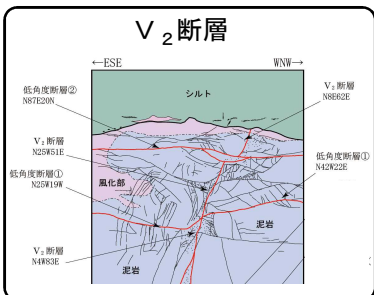 V₂断層
←ESE
WNW→
低角度断層②
N87E20N
シルト
V₂断層
N8E62E
V₂断層
N25W51E
低角度断層①
N25W19W
風化部
低角度断層①
N42W22E
泥岩
V₂断層
N4W83E
泥岩